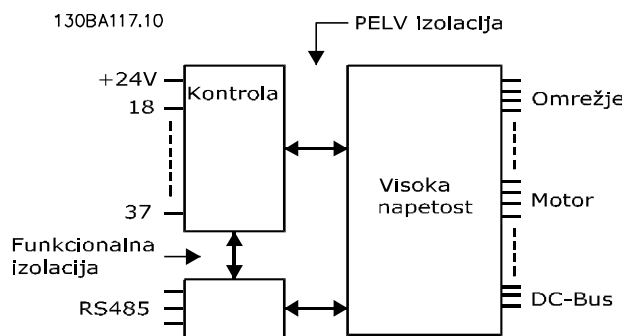 130BA117.10
PELV izolacija
+24V
18
37
Kontrola
Visoka
napetost
Omrežje
Motor
DC-Bus
Funkcionalna
izolacija
RS485